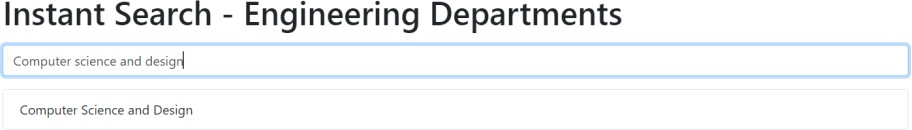 Instant Search - Engineering Departments
Computer science and design
Computer Science and Design